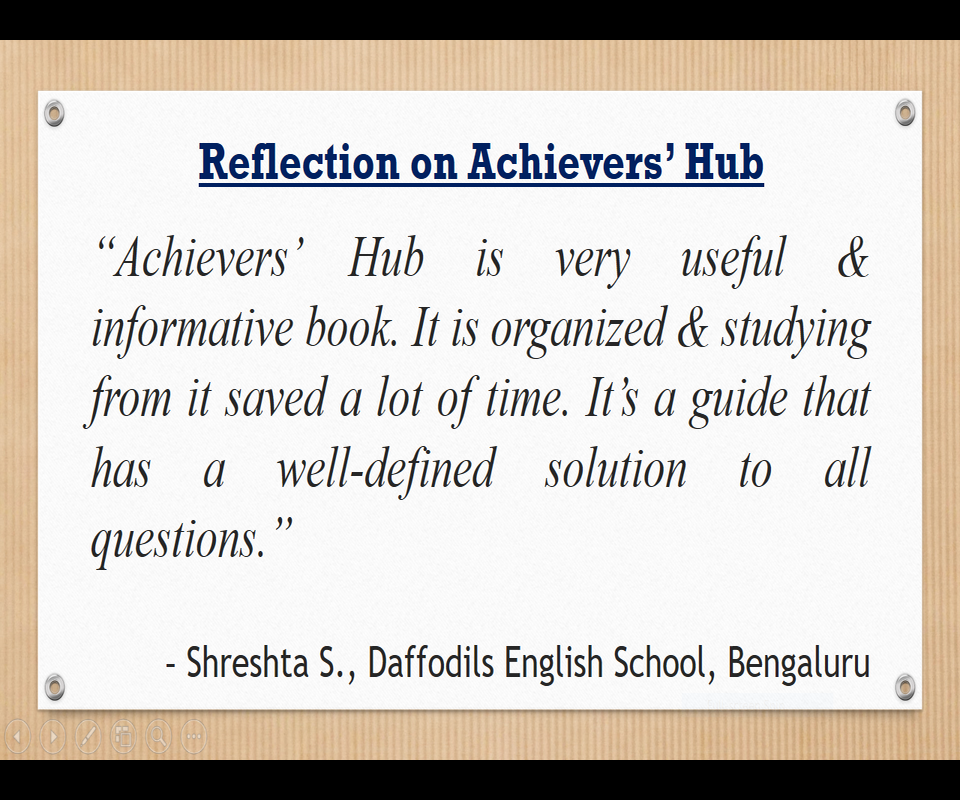 Reflection on Achievers’ Hub
“Achievers’ Hub is very useful &
informative book. It is organized & studying
from it saved a lot of time. It’s a guide that
has a well-defined solution to all
questions.”
- Shreshta S., Daffodils English School, Bengaluru